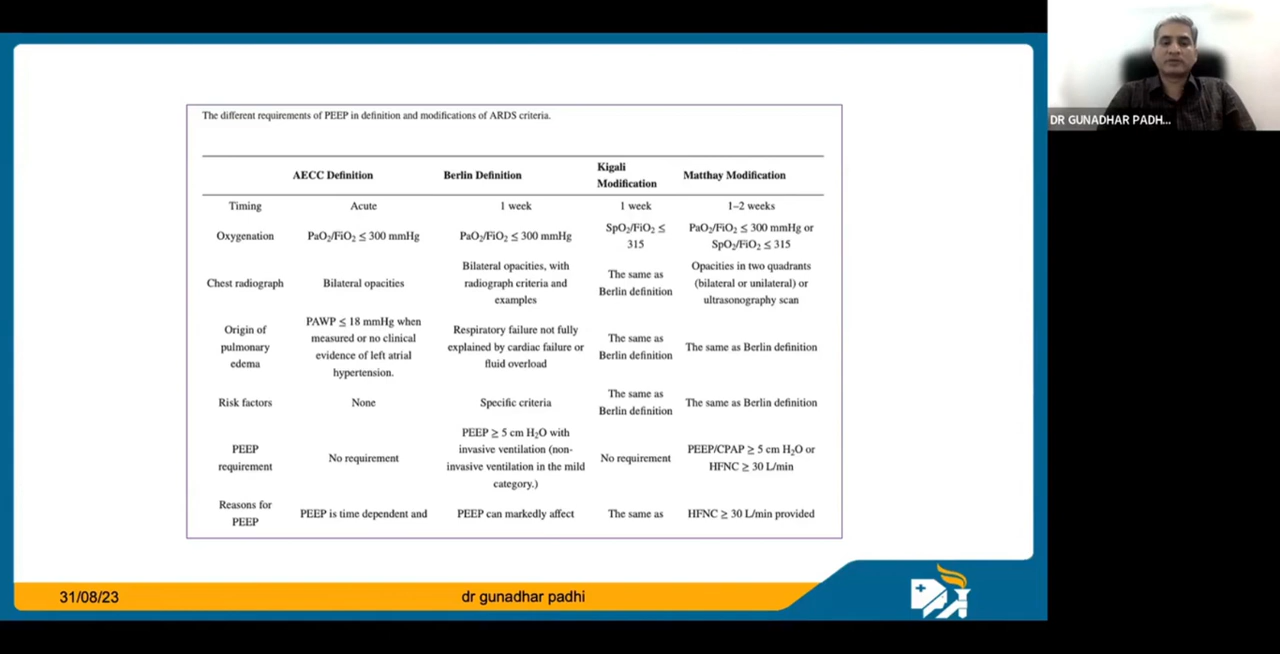 The different requirements of PEEP in definition and modifications of ARDS criteria.
AECC Definition
Berlin Definition
Kigali
Modification
Matthay Modification
Timing
Acute
1 week
1 week
1–2 weeks
Oxygenation
PaO₂/FiO₂ ≤ 300 mmHg
PaO₂/FiO₂ ≤ 300 mmHg
SpO₂/FiO₂ ≤
315
PaO₂/FiO₂ ≤ 300 mmHg or
SpO₂/FiO₂ ≤ 315
Chest radiograph
Bilateral opacities
Bilateral opacities, with
radiograph criteria and
examples
The same as
Berlin definition
Opacities in two quadrants
(bilateral or unilateral) or
ultrasonography scan
Origin of
pulmonary
edema
PAWP ≤ 18 mmHg when
measured or no clinical
evidence of left atrial
hypertension.
Respiratory failure not fully
explained by cardiac failure or
fluid overload
The same as
Berlin definition
The same as Berlin definition
Risk factors
None
Specific criteria
The same as
Berlin definition
The same as Berlin definition
PEEP
requirement
No requirement
PEEP ≥ 5 cm H₂O with
invasive ventilation (non-
invasive ventilation in the mild
category.)
No requirement
PEEP/CPAP ≥ 5 cm H₂O or
HFNC ≥ 30 L/min
Reasons for
PEEP
PEEP is time dependent and
PEEP can markedly affect
The same as
HFNC ≥ 30 L/min provided
31/08/23
dr gunadhar padhi
DR GUNADHAR PADH...